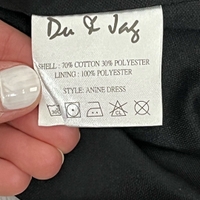 Du & Jag
SHELL : 70% COTTON 30% POLYESTER
LINING : 100% POLYESTER
STYLE: ANINE DRESS